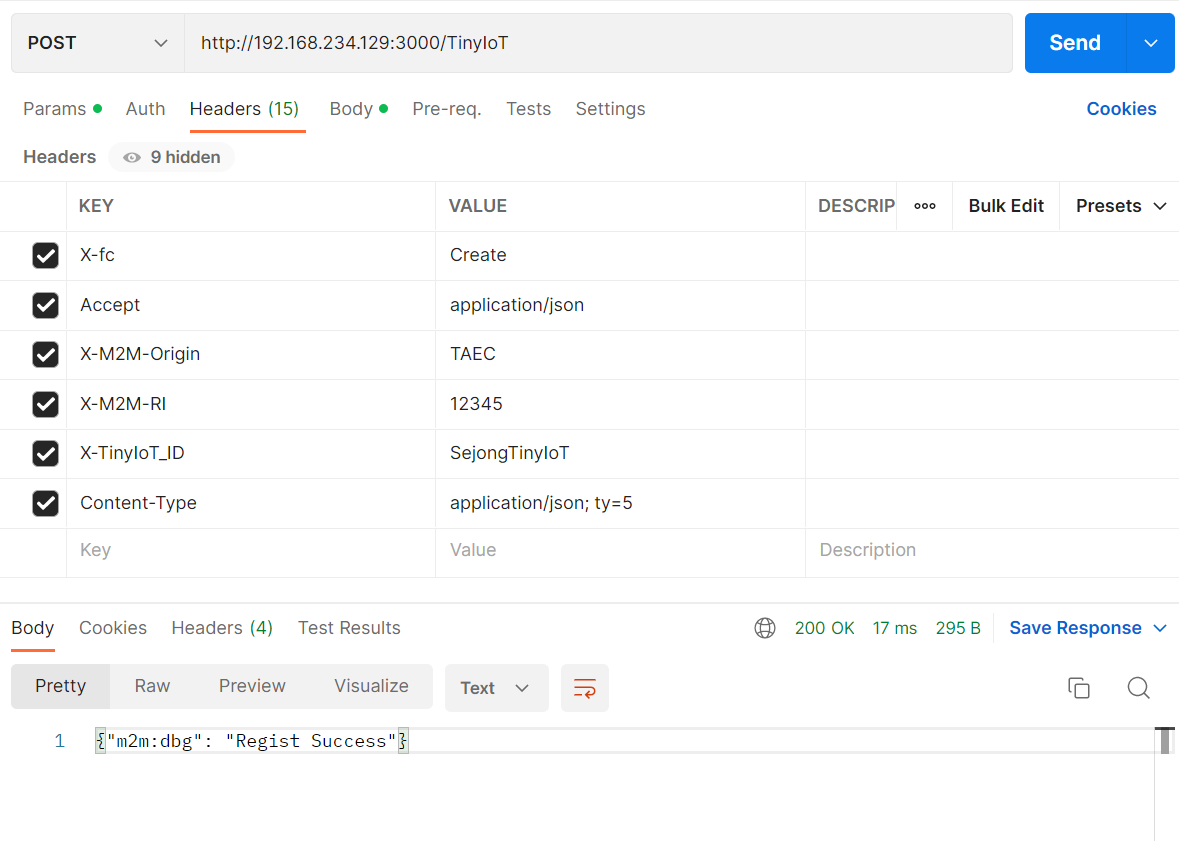 POST http://192.168.234.129:3000/TinyIoT Send
Params Auth Headers (15) Body Pre-req. Tests Settings Cookies
Headers 9 hidden
KEY VALUE DESCRIP ooo Bulk Edit Presets
X-fc Create
Accept application/json
X-M2M-Origin TAEC
X-M2M-RI 12345
X-TinyIoT_ID SejongTinyIoT
Content-Type application/json; ty=5
Key Value Description
Body Cookies Headers (4) Test Results 200 OK 17 ms 295 B Save Response
Pretty Raw Preview Visualize Text
1 {"m2m:dbg": "Regist Success"}